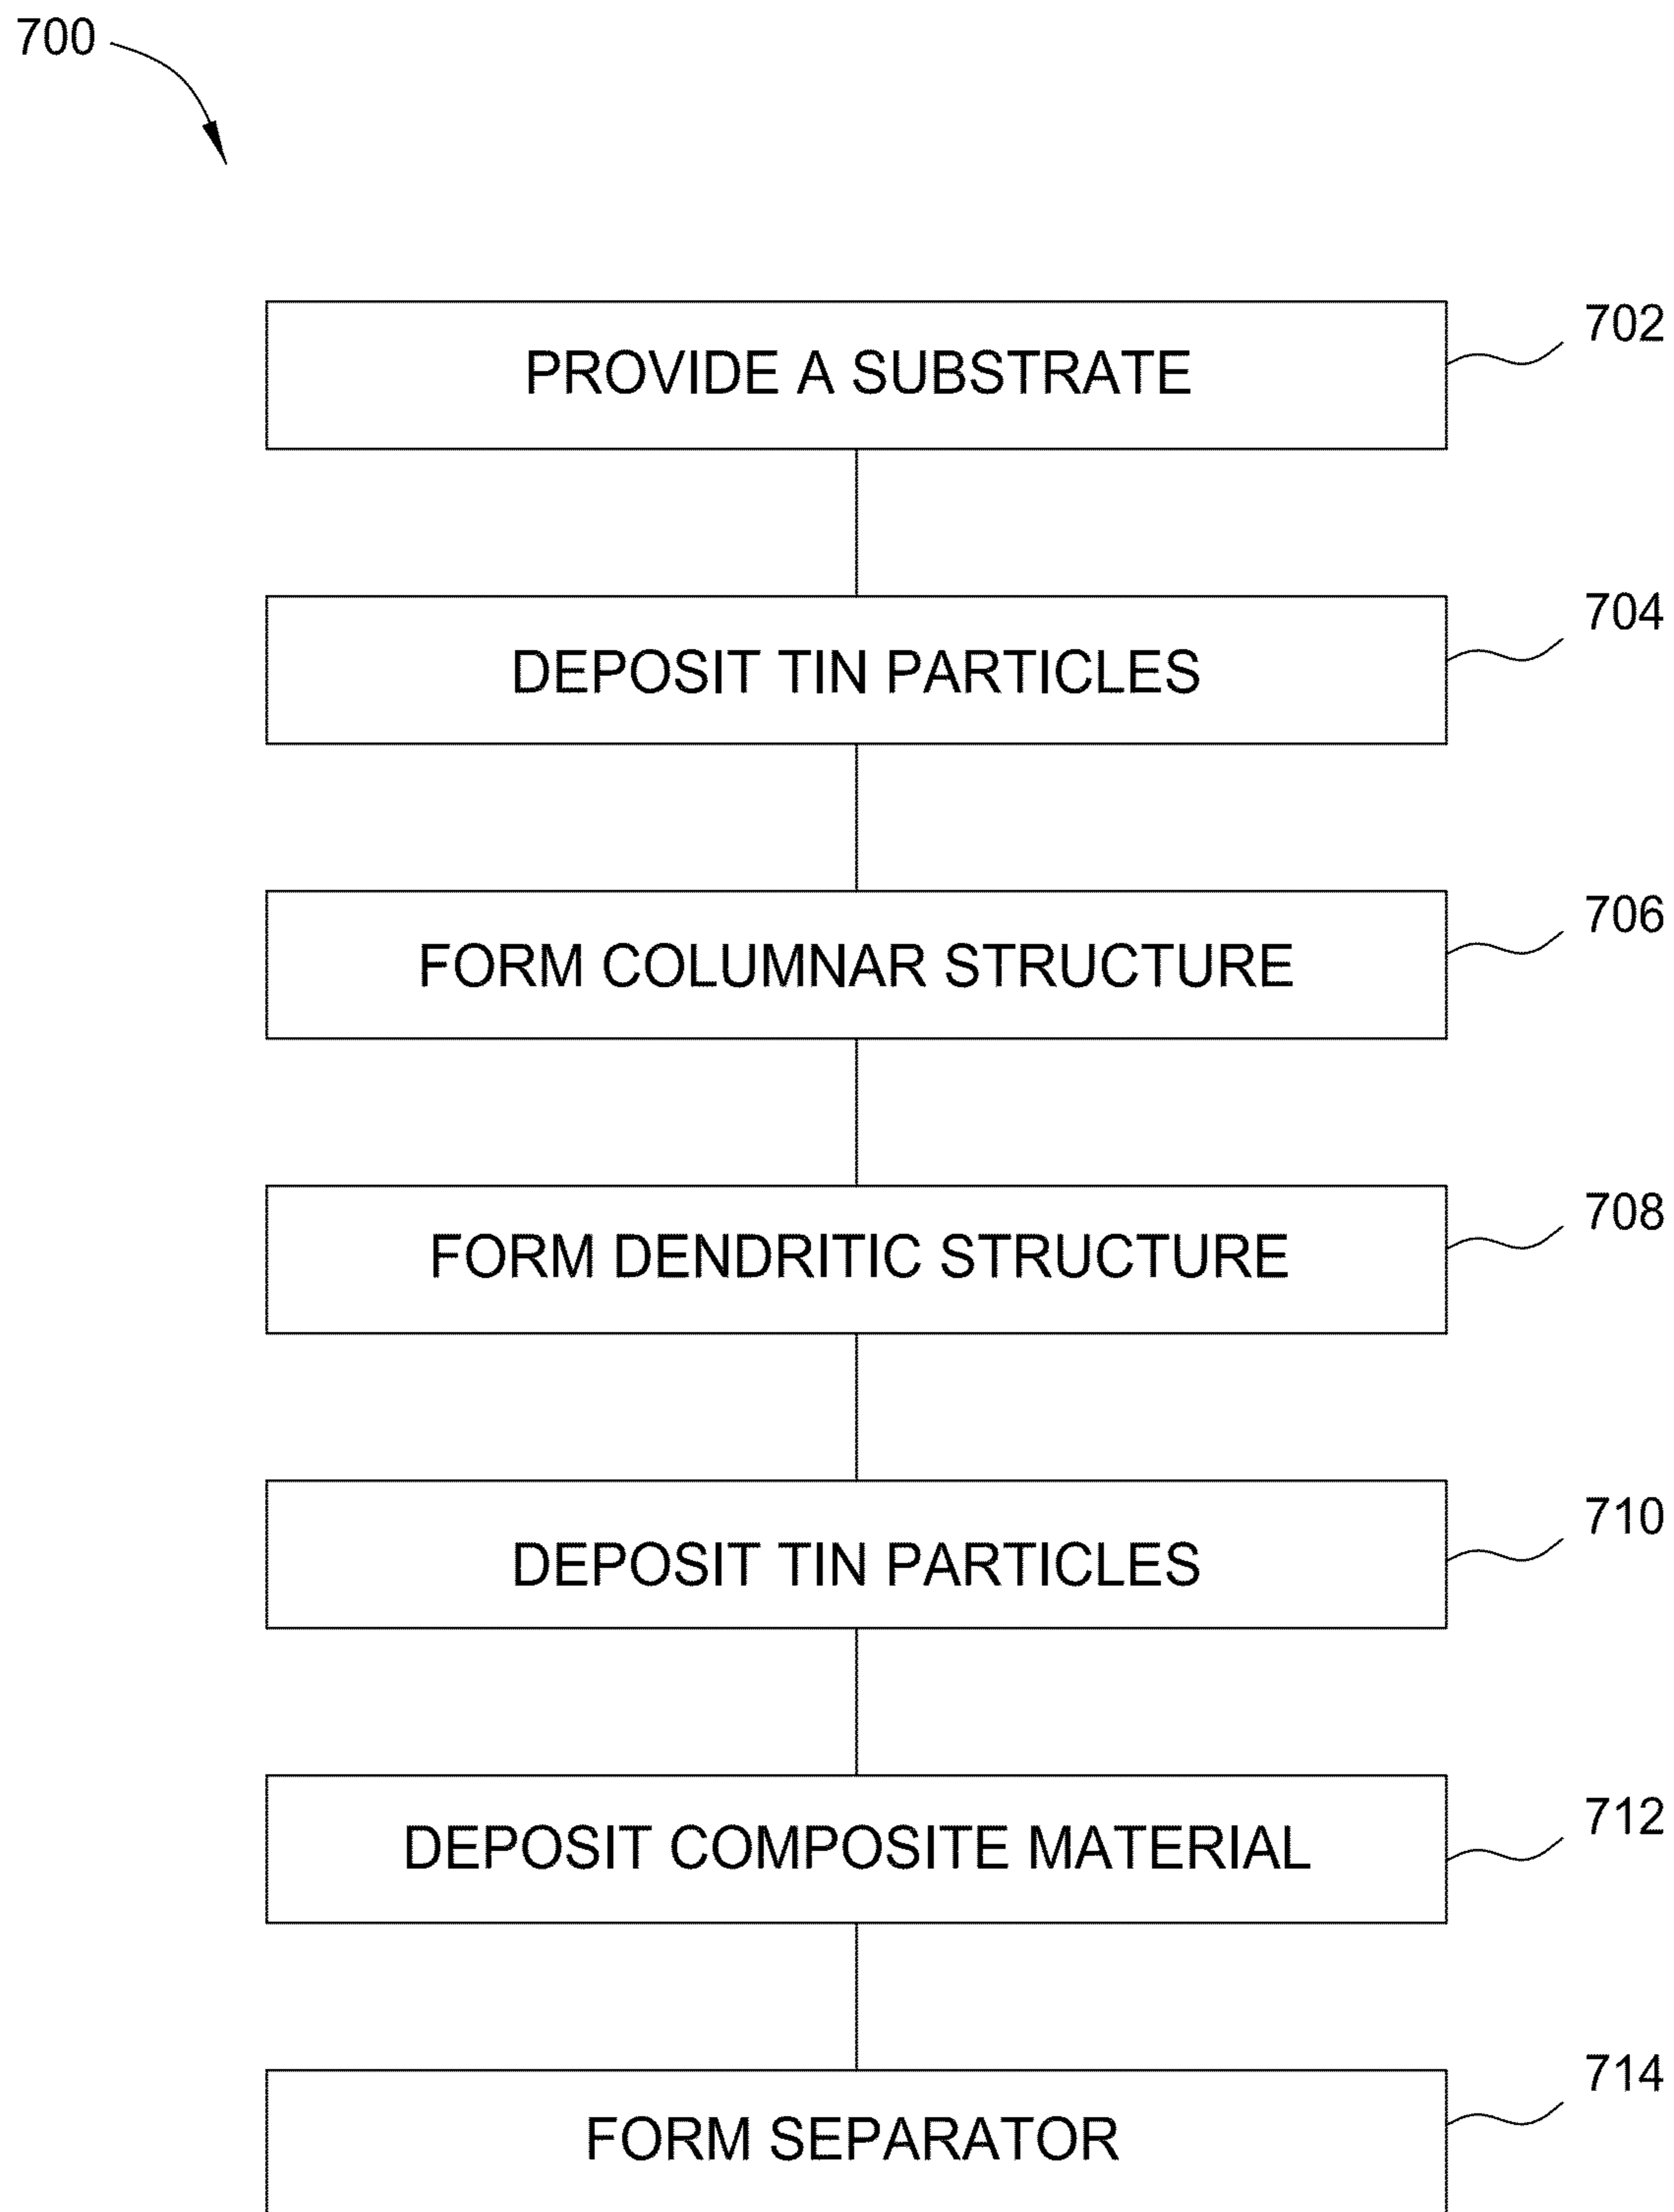 700
PROVIDE A SUBSTRATE
702
DEPOSIT TIN PARTICLES
704
FORM COLUMNAR STRUCTURE
706
FORM DENDRITIC STRUCTURE
708
DEPOSIT TIN PARTICLES
710
DEPOSIT COMPOSITE MATERIAL
712
FORM SEPARATOR
714